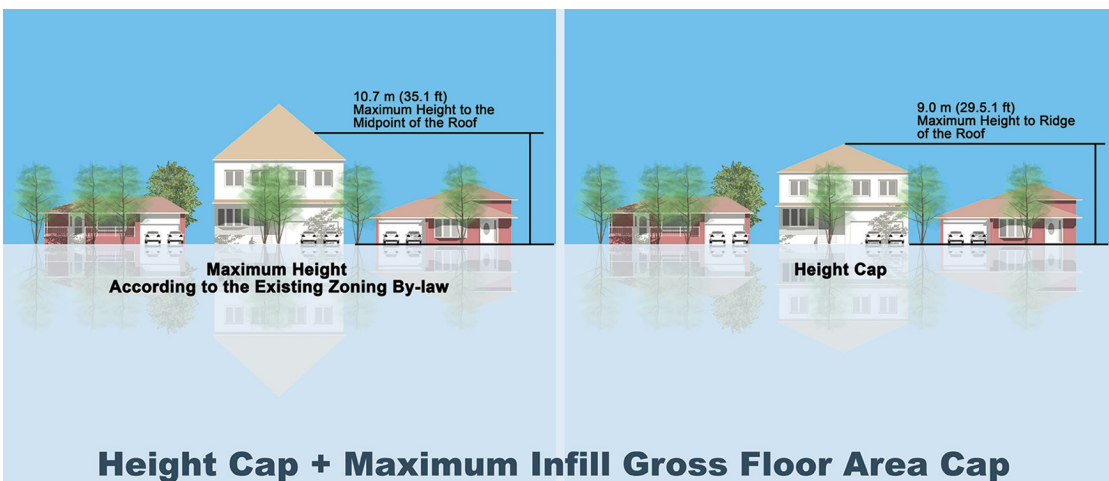 10.7 m (35.1 ft)
Maximum Height to the
Midpoint of the Roof
Maximum Height
According to the Existing Zoning By-law
9.0 m (29.5.1 ft)
Maximum Height to Ridge
of the Roof
Height Cap
Height Cap + Maximum Infill Gross Floor Area Cap